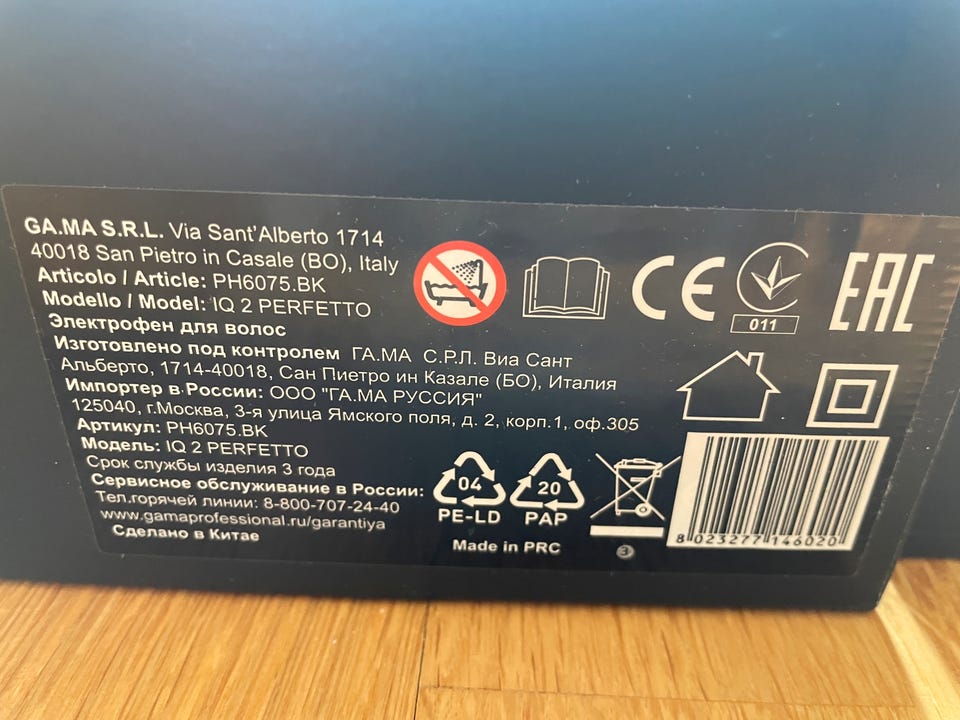 GA.MA S.R.L. Via Sant'Alberto 1714
40018 San Pietro in Casale (BO), Italy
Articolo / Article: PH6075.BK
Modello / Model: IQ 2 PERFETTO
Электрофен для волос
Изготовлено под контролем ГА.МА С.Р.Л. Виа Сант
Альберто, 1714-40018, Сан Пиетро ин Казале (БО), Италия
Импортер в России: ООО "ГА.МА РУССИЯ"
125040, г.Москва, 3-я улица Ямского поля, д. 2, корп.1, оф.305
Артикул: PH6075.BK
Модель: IQ 2 PERFETTO
Срок службы изделия 3 года
Сервисное обслуживание в России:
Тел.горячей линии: 8-800-707-24-40
www.gamaprofessional.ru/garantiya
Сделано в Китае
CE
011
EAC
04
PE-LD
20
PAP
Made in PRC
3
8 023277 146020